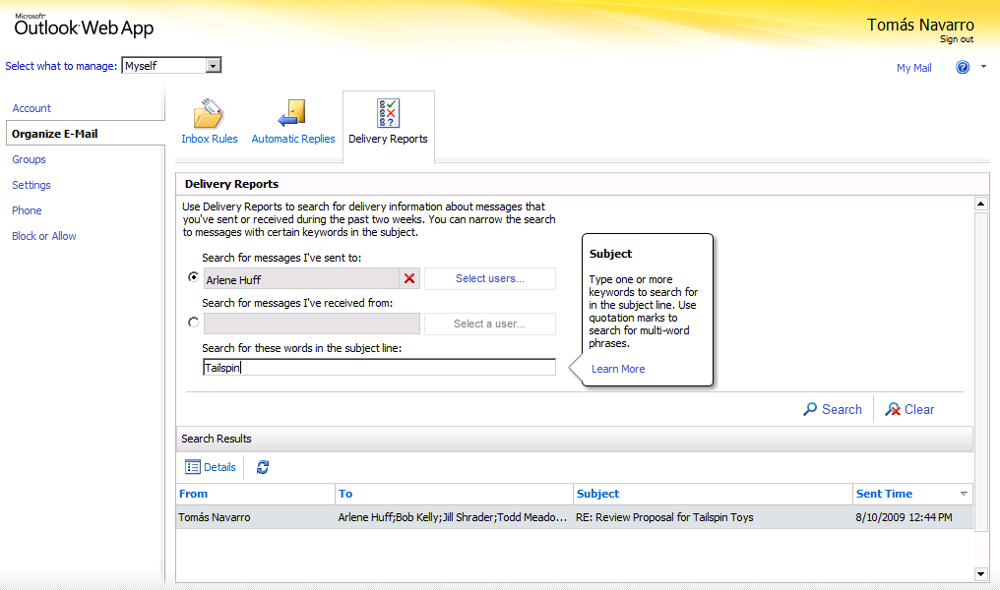 Microsoft®
Outlook Web App
Tomás Navarro
Sign out
Select what to manage: Myself
My Mail
Account
Organize E-Mail
Groups
Settings
Phone
Block or Allow
Inbox Rules
Automatic Replies
Delivery Reports
Delivery Reports
Use Delivery Reports to search for delivery information about messages that
you've sent or received during the past two weeks. You can narrow the search
to messages with certain keywords in the subject.
Search for messages I've sent to:
Arlene Huff
Select users...
Search for messages I've received from:
Select a user...
Search for these words in the subject line:
Tailspin
Subject
Type one or more
keywords to search for
in the subject line. Use
quotation marks to
search for multi-word
phrases.
Learn More
Search
Clear
Search Results
Details
From To Subject Sent Time
Tomás Navarro Arlene Huff;Bob Kelly;Jill Shrader;Todd Meado... RE: Review Proposal for Tailspin Toys 8/10/2009 12:44 PM